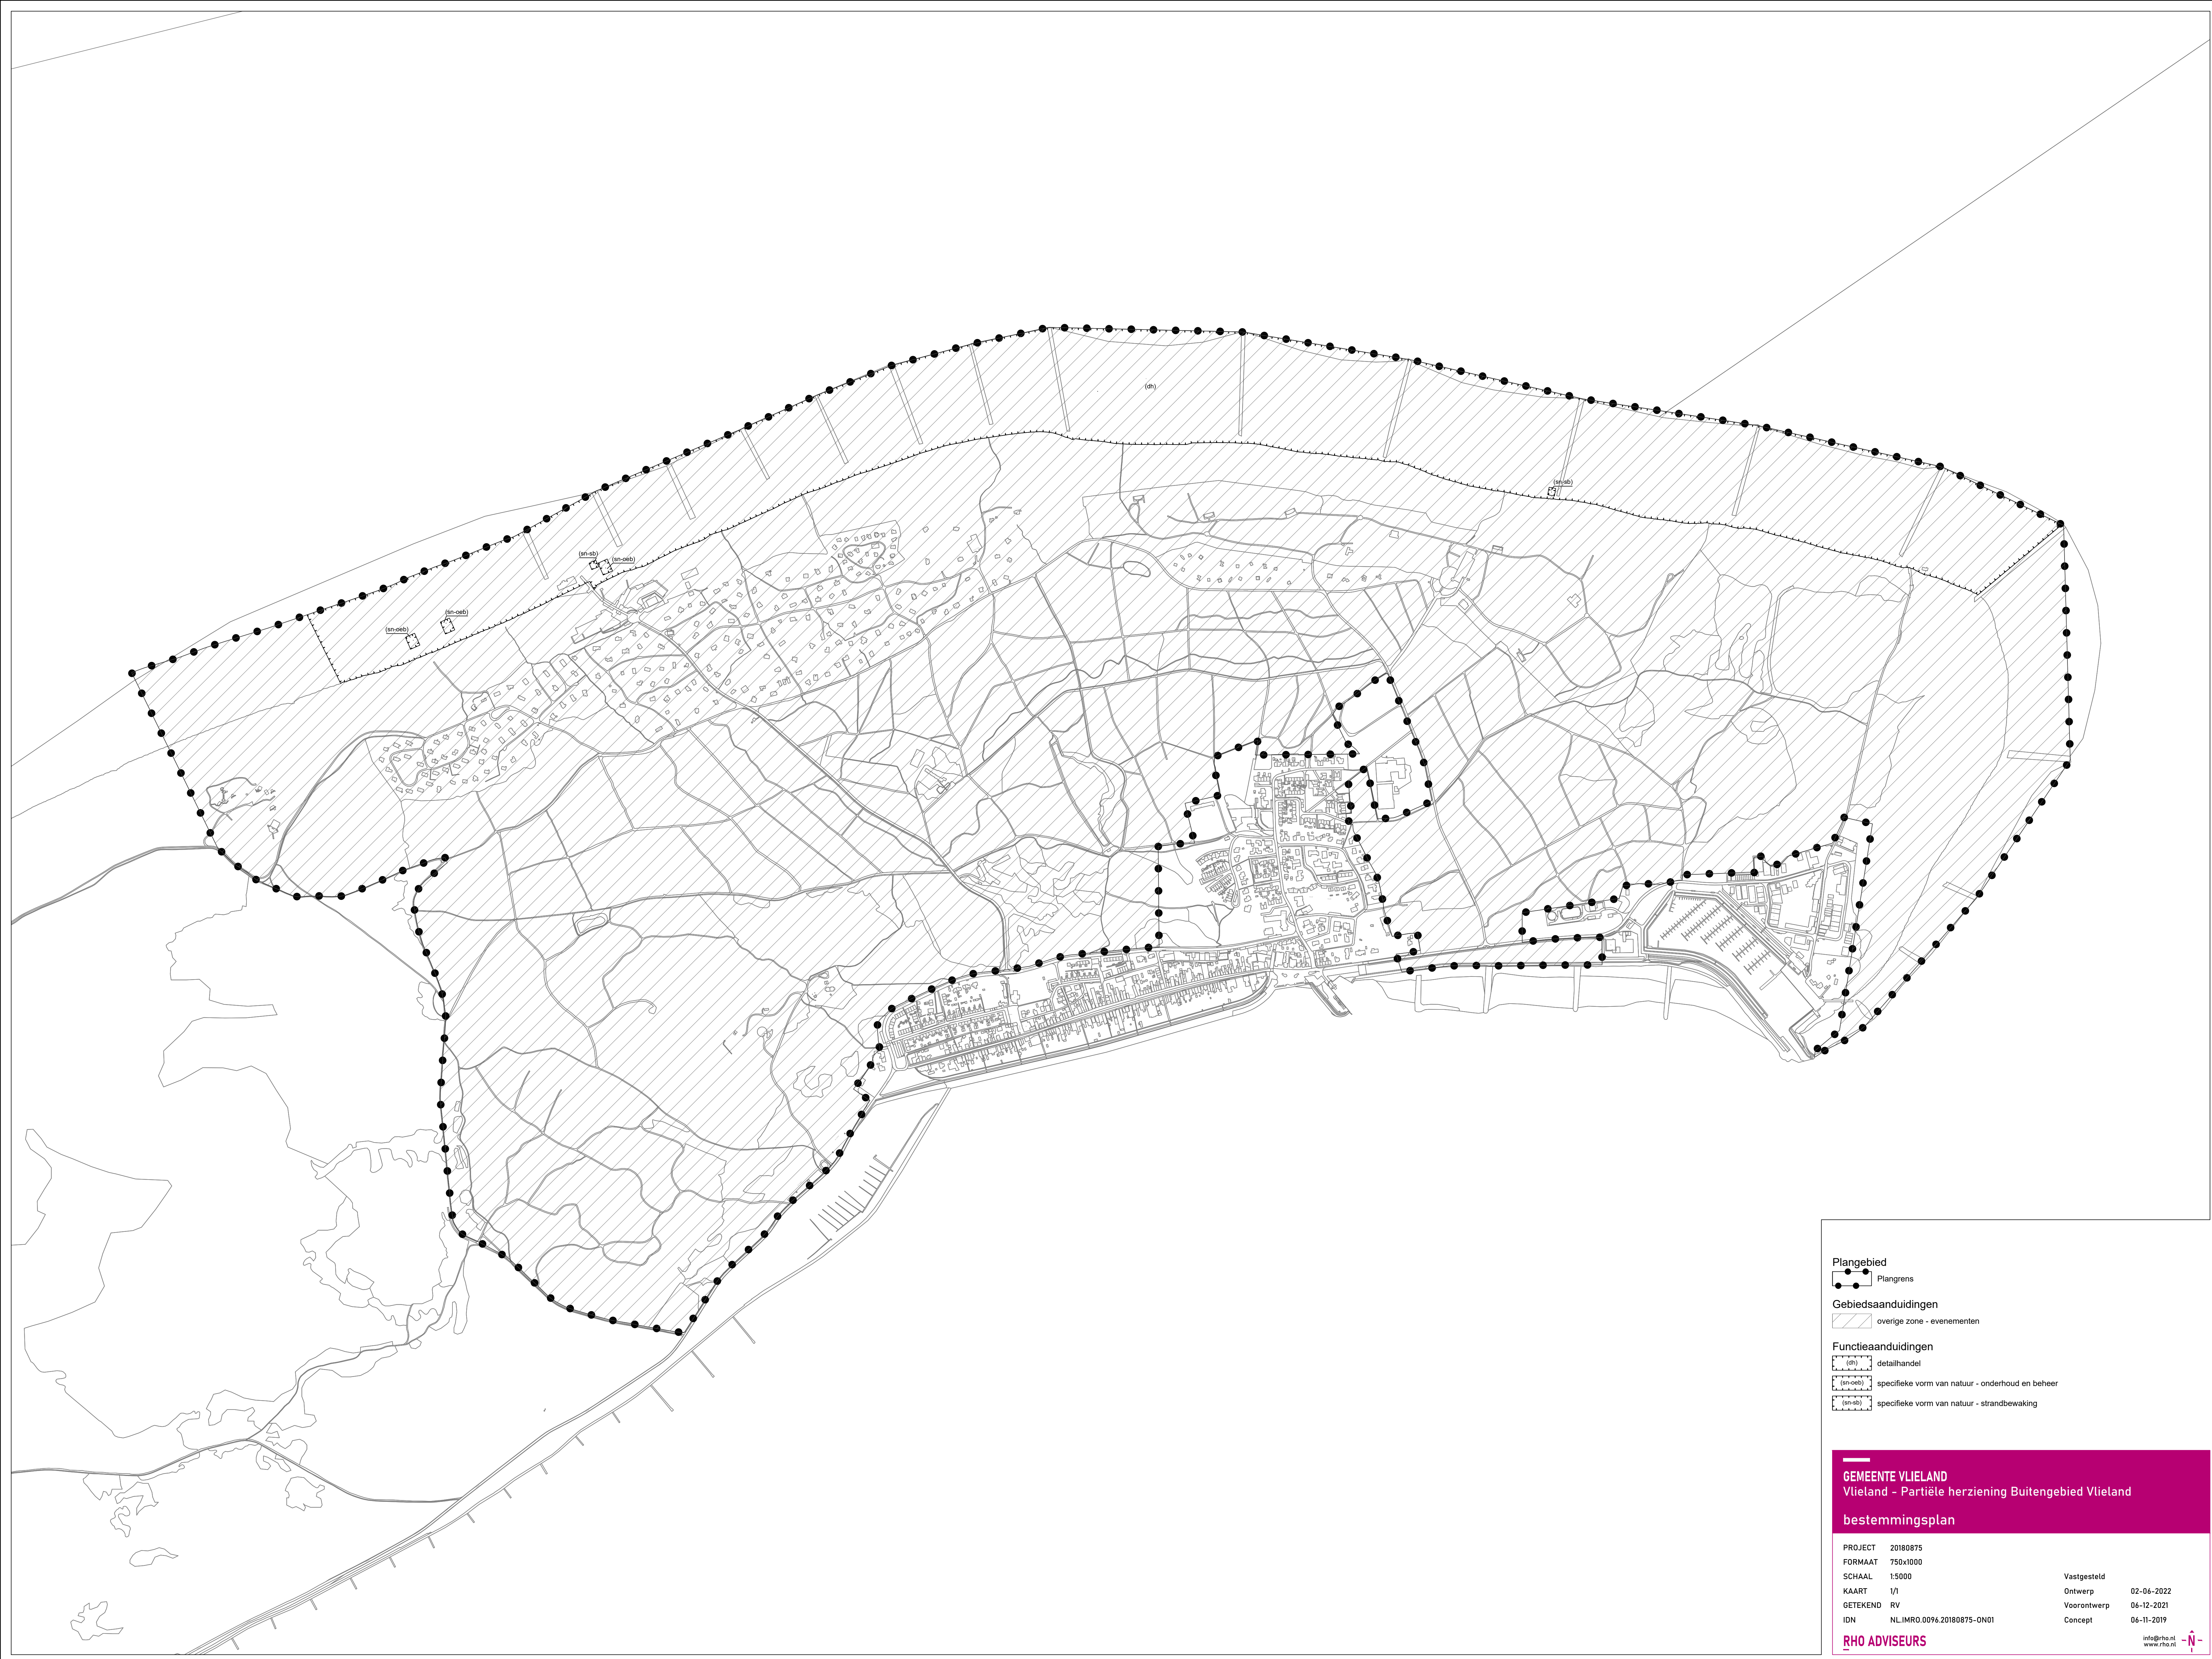 (dh)
(sn-sb)
(sn-sb)
(sn-oeb)
(sn-oeb)
(sn-oeb)
Plangebied
Plangrens
Gebiedsaanduidingen
overige zone - evenementen
Functieaanduidingen
(dh) detailhandel
(sn-oeb) specifieke vorm van natuur - onderhoud en beheer
(sn-sb) specifieke vorm van natuur - strandbewaking
GEMEENTE VLIELAND
Vlieland - Partiële herziening Buitengebied Vlieland
bestemmingsplan
PROJECT 20180875
FORMAAT 750x1000
SCHAAL 1:5000 Vastgesteld
KAART 1/1 Ontwerp 02-06-2022
GETEKEND RV Voorontwerp 06-12-2021
IDN NL.IMRO.0096.20180875-ON01 Concept 06-11-2019
RHO ADVISEURS
info@rho.nl
www.rho.nl
N